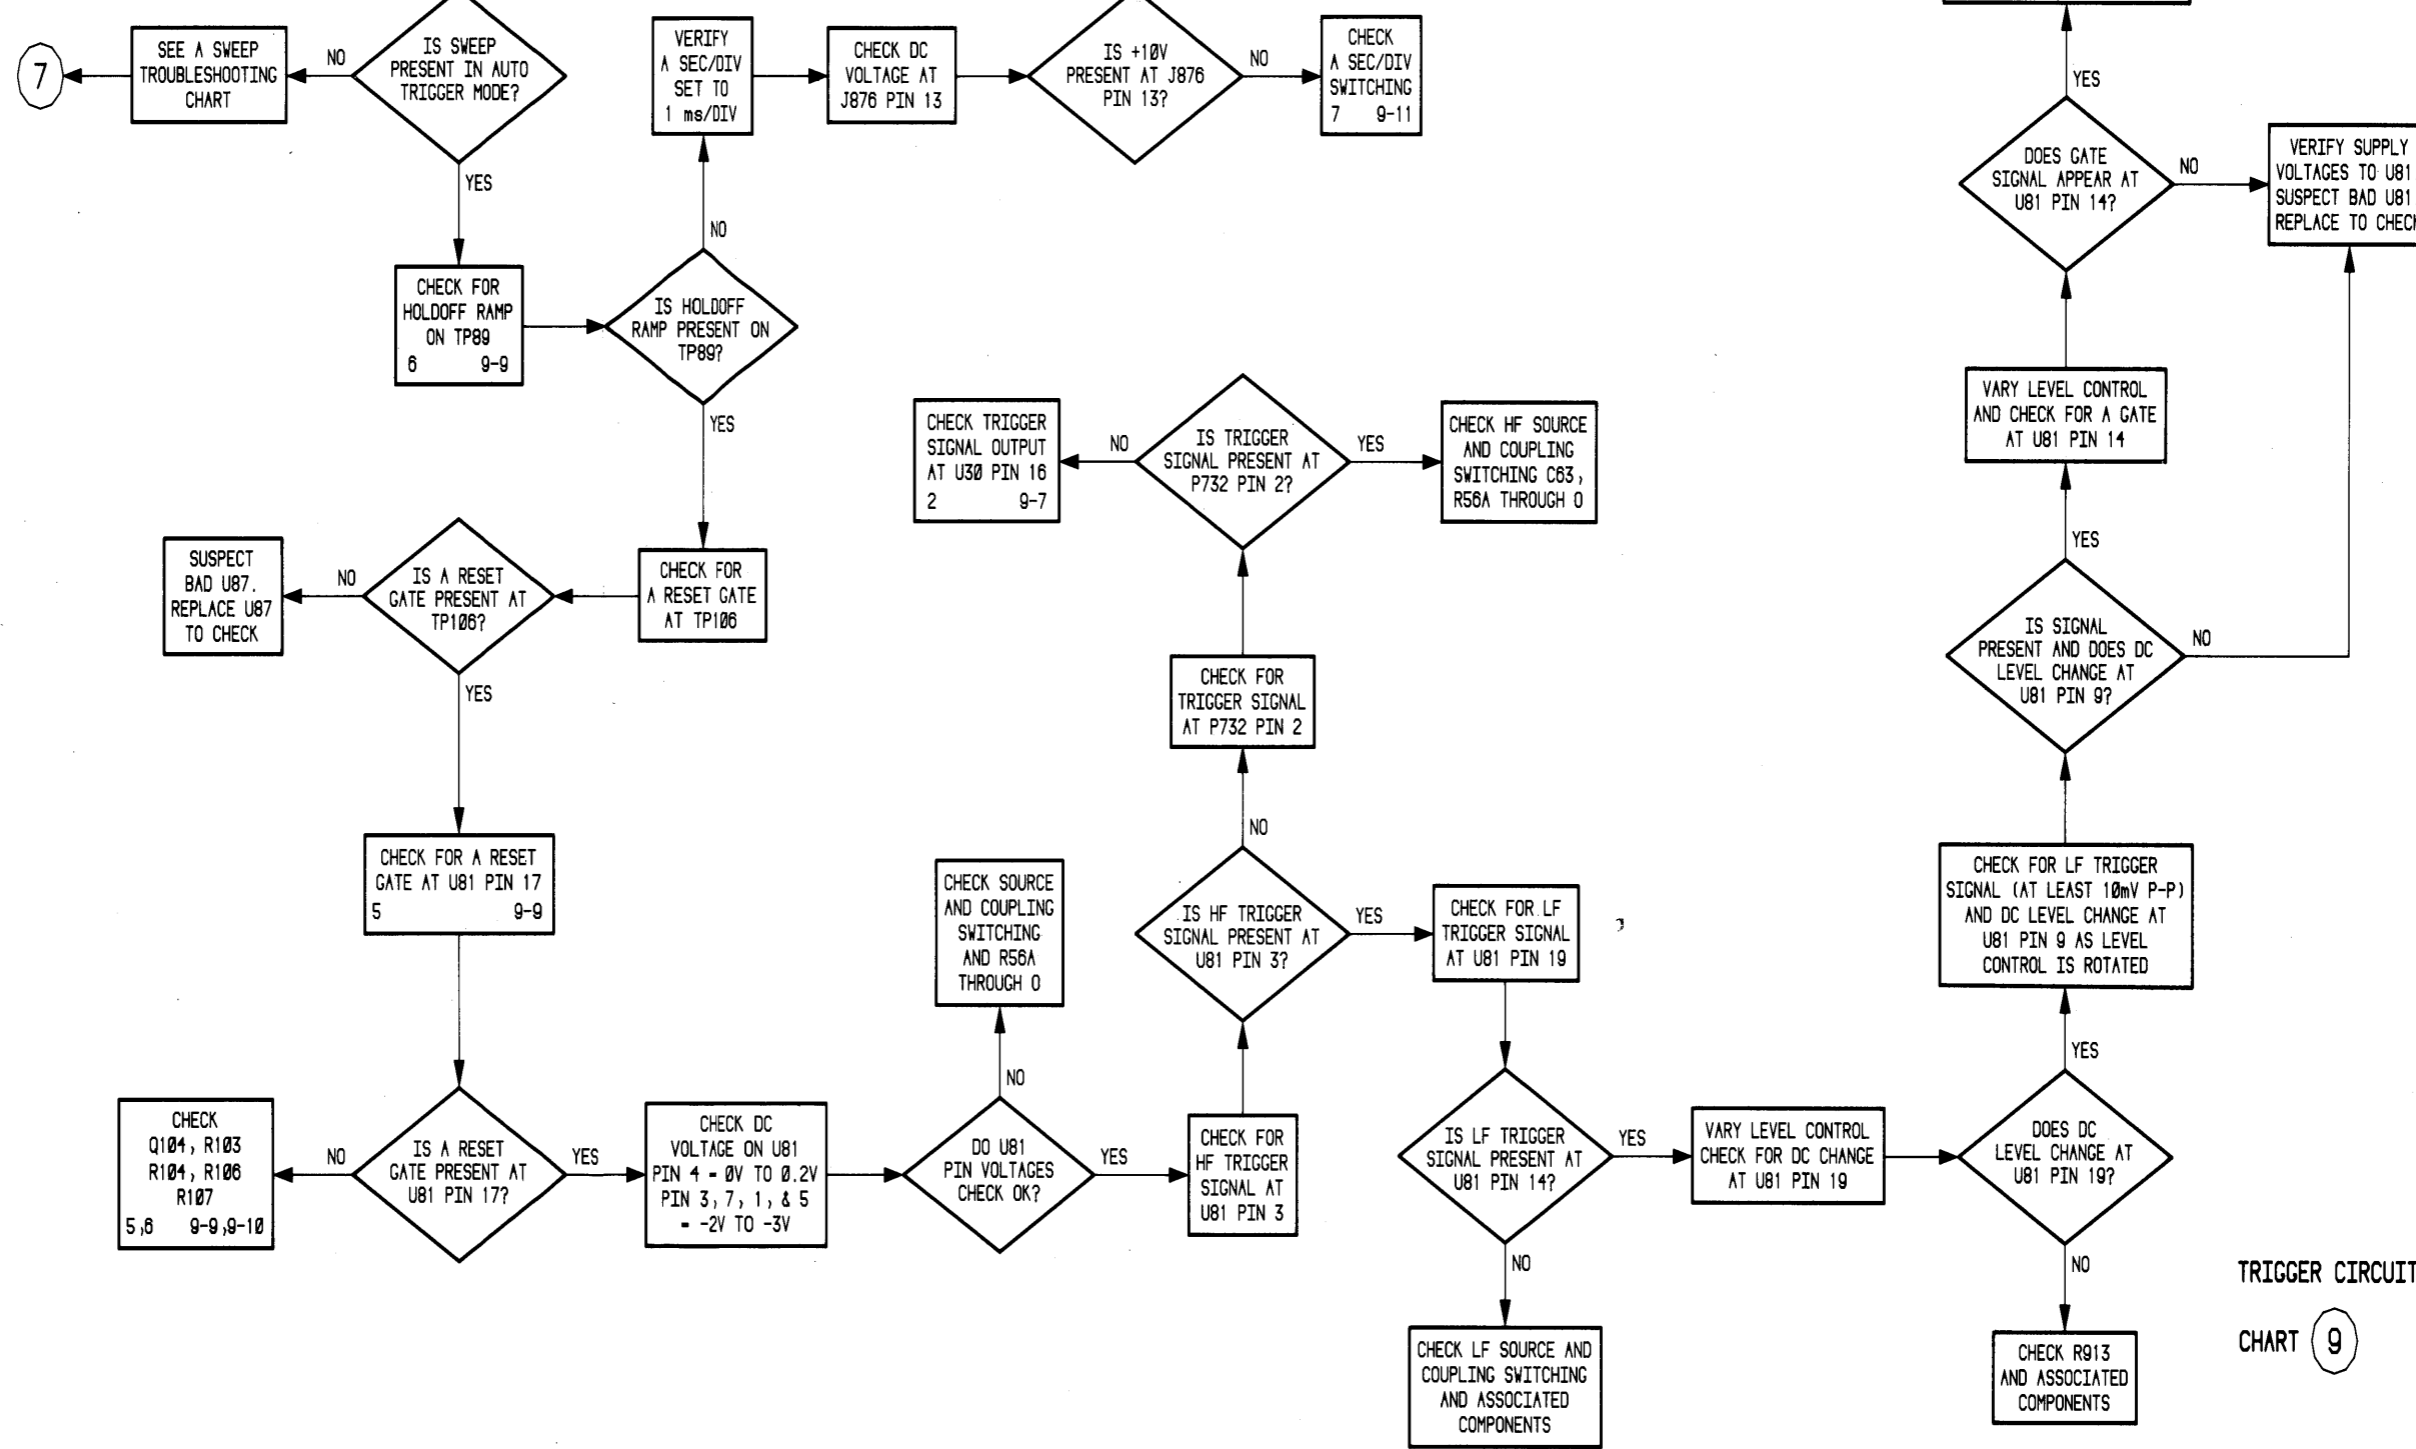 7
SEE A SWEEP
TROUBLESHOOTING
CHART
NO
IS SWEEP
PRESENT IN AUTO
TRIGGER MODE?
YES
VERIFY
A SEC/DIV
SET TO
1 ms/DIV
CHECK DC
VOLTAGE AT
J876 PIN 13
IS +10V
PRESENT AT J876
PIN 13?
NO
CHECK
A SEC/DIV
SWITCHING
7 9-11
NO
CHECK FOR
HOLDOFF RAMP
ON TP89
6 9-9
IS HOLDOFF
RAMP PRESENT ON
TP89?
YES
CHECK FOR
A RESET GATE
AT TP106
IS A RESET
GATE PRESENT AT
TP106?
NO
SUSPECT
BAD U87.
REPLACE U87
TO CHECK
YES
CHECK FOR A RESET
GATE AT U81 PIN 17
5 9-9
IS A RESET
GATE PRESENT AT
U81 PIN 17?
NO
CHECK
Q104, R103
R104, R106
R107
5,6 9-9,9-10
YES
CHECK DC
VOLTAGE ON U81
PIN 4 = 0V TO 0.2V
PIN 3, 7, 1, & 5
= -2V TO -3V
DO U81
PIN VOLTAGES
CHECK OK?
NO
CHECK SOURCE
AND COUPLING
SWITCHING
AND R56A
THROUGH O
YES
CHECK FOR
HF TRIGGER
SIGNAL AT
U81 PIN 3
IS HF TRIGGER
SIGNAL PRESENT AT
U81 PIN 3?
NO
CHECK FOR
TRIGGER SIGNAL
AT P732 PIN 2
IS TRIGGER
SIGNAL PRESENT AT
P732 PIN 2?
NO
CHECK TRIGGER
SIGNAL OUTPUT
AT U30 PIN 16
2 9-7
YES
CHECK HF SOURCE
AND COUPLING
SWITCHING C63,
R56A THROUGH O
YES
CHECK FOR LF
TRIGGER SIGNAL
AT U81 PIN 19
IS LF TRIGGER
SIGNAL PRESENT AT
U81 PIN 14?
NO
CHECK LF SOURCE AND
COUPLING SWITCHING
AND ASSOCIATED
COMPONENTS
YES
VARY LEVEL CONTROL
CHECK FOR DC CHANGE
AT U81 PIN 19
DOES DC
LEVEL CHANGE AT
U81 PIN 19?
NO
CHECK R913
AND ASSOCIATED
COMPONENTS
YES
CHECK FOR LF TRIGGER
SIGNAL (AT LEAST 10mV P-P)
AND DC LEVEL CHANGE AT
U81 PIN 9 AS LEVEL
CONTROL IS ROTATED
IS SIGNAL
PRESENT AND DOES DC
LEVEL CHANGE AT
U81 PIN 9?
NO
YES
VARY LEVEL CONTROL
AND CHECK FOR A GATE
AT U81 PIN 14
DOES GATE
SIGNAL APPEAR AT
U81 PIN 14?
NO
VERIFY SUPPLY
VOLTAGES TO U81
SUSPECT BAD U81
REPLACE TO CHECK
YES
TRIGGER CIRCUIT
CHART 9